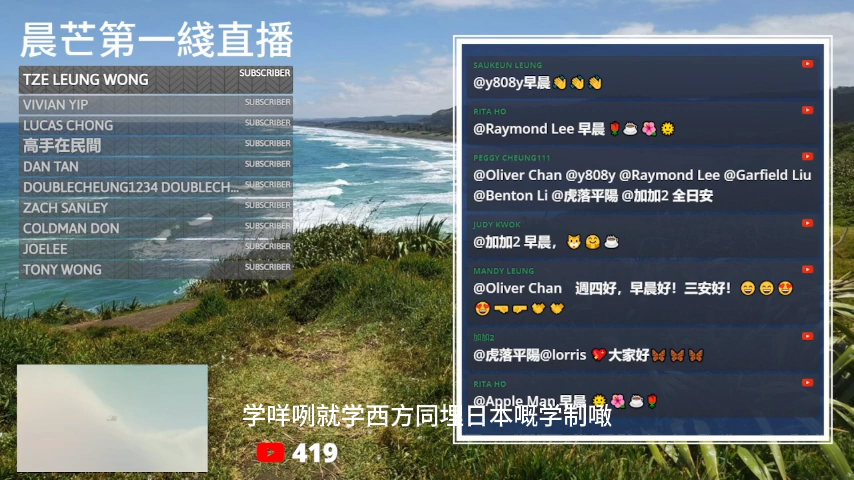 晨芒第一綫直播
TZE LEUNG WONG SUBSCRIBER
VIVIAN YIP SUBSCRIBER
LUCAS CHONG SUBSCRIBER
高手在民間 SUBSCRIBER
DAN TAN SUBSCRIBER
DOUBLECHEUNG1234 DOUBLECH... SUBSCRIBER
ZACH SANLEY SUBSCRIBER
COLDMAN DON SUBSCRIBER
JOELEE SUBSCRIBER
TONY WONG SUBSCRIBER
SAUKEUN LEUNG
@y808y早晨👏👏👏
RITA HO
@Raymond Lee 早晨🌹☕🌺🌞
PEGGY CHEUNG111
@Oliver Chan @y808y @Raymond Lee @Garfield Liu
@Benton Li @虎落平陽 @加加2 全日安
JUDY KWOK
@加加2 早晨，🐱🤗☕
MANDY LEUNG
@Oliver Chan 週四好，早晨好！三安好！😄😄😍
😍🤜🤛👏👏
加加2
@虎落平陽@lorris 💖大家好🦋🦋🦋
RITA HO
@Apple Man 早晨🌞🌺☕🌹
学咩咧就学西方同埋日本嘅学制噉
419